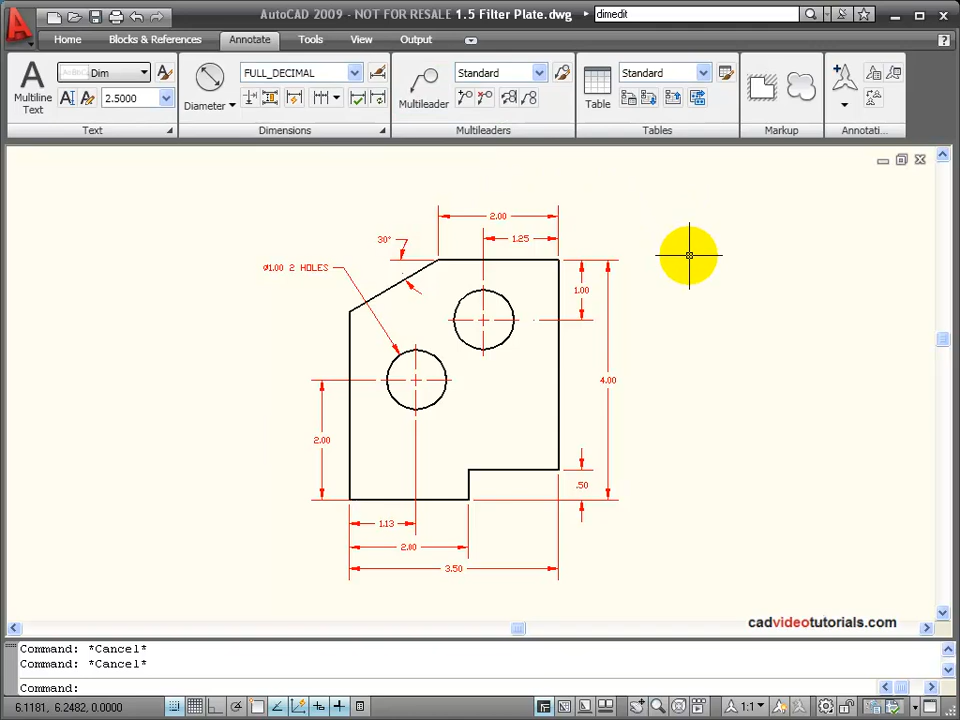 AutoCAD 2009 - NOT FOR RESALE 1.5 Filter Plate.dwg
dimedit
Home Blocks & References Annotate Tools View Output
Multiline Text
Dim
2.5000
Text
Diameter
FULL_DECIMAL
Dimensions
Multileader
Standard
Multileaders
Table
Standard
Tables
Markup
Annotati...
2.00
30°
1.25
Ø1.00 2 HOLES
1.00
4.00
2.00
.50
1.13
2.00
3.50
cadvideotutorials.com
Command: *Cancel*
Command: *Cancel*
Command:
6.1181, 6.2482, 0.0000
1:1